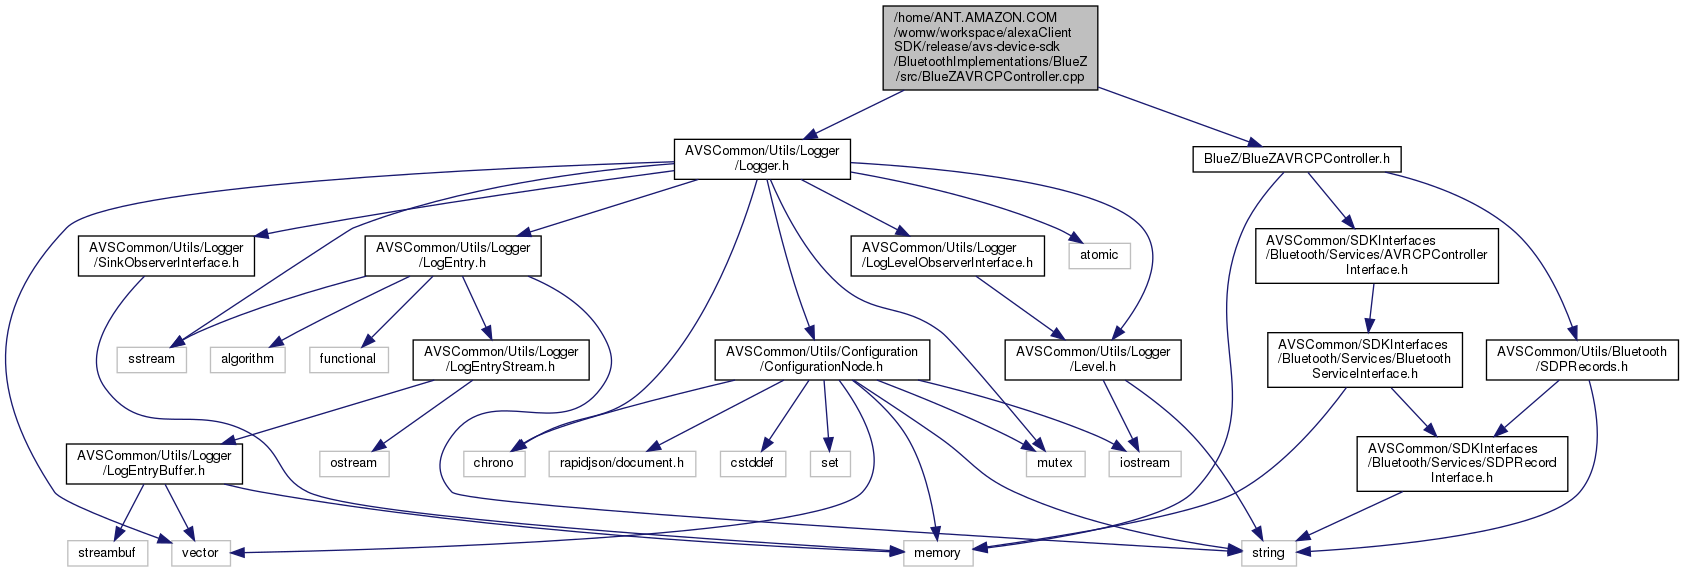 /home/ANT.AMAZON.COM
/womw/workspace/alexaClient
SDK/release/avs-device-sdk
/BluetoothImplementations/BlueZ
/src/BlueZAVRCPController.cpp
AVSCommon/Utils/Logger
/Logger.h
BlueZ/BlueZAVRCPController.h
AVSCommon/Utils/Logger
/SinkObserverInterface.h
AVSCommon/Utils/Logger
/LogEntry.h
AVSCommon/Utils/Logger
/LogLevelObserverInterface.h
atomic
AVSCommon/SDKInterfaces
/Bluetooth/Services/AVRCPController
Interface.h
sstream
algorithm
functional
AVSCommon/Utils/Logger
/LogEntryStream.h
AVSCommon/Utils/Configuration
/ConfigurationNode.h
AVSCommon/Utils/Logger
/Level.h
AVSCommon/SDKInterfaces
/Bluetooth/Services/Bluetooth
ServiceInterface.h
AVSCommon/Utils/Bluetooth
/SDPRecords.h
AVSCommon/Utils/Logger
/LogEntryBuffer.h
ostream
chrono
rapidjson/document.h
cstddef
set
mutex
iostream
AVSCommon/SDKInterfaces
/Bluetooth/Services/SDPRecord
Interface.h
streambuf
vector
memory
string